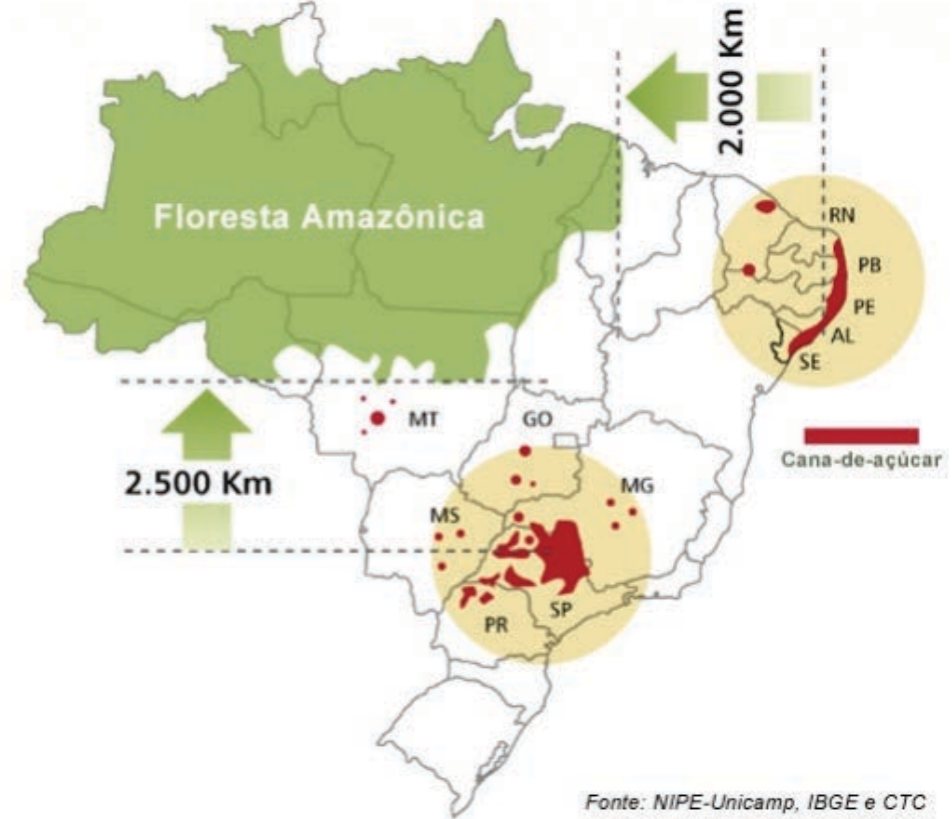 2.000 Km
Floresta Amazônica
RN
PB
PE
AL
SE
MT
GO
Cana-de-açúcar
2.500 Km
MG
MS
SP
PR
Fonte: NIPE-Unicamp, IBGE e CTC